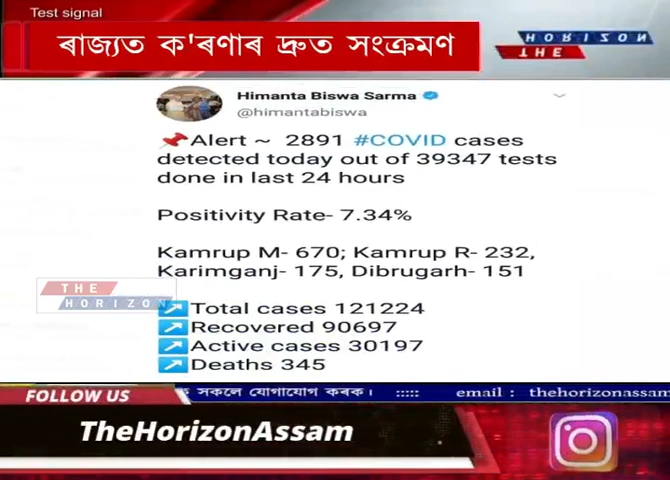 Test signal
ৰাজ্যত ক'ৰণাৰ দ্ৰুত সংক্ৰমণ
HORIZON
THE
Himanta Biswa Sarma
@himantabiswa
📌Alert ~ 2891 #COVID cases
detected today out of 39347 tests
done in last 24 hours
Positivity Rate- 7.34%
Kamrup M- 670; Kamrup R- 232,
Karimganj- 175, Dibrugarh- 151
THE
HORIZON
↗Total cases 121224
↗Recovered 90697
↗Active cases 30197
↗Deaths 345
FOLLOW US
সকলে যোগাযোগ কৰক। ::::: email : thehorizonassam
TheHorizonAssam